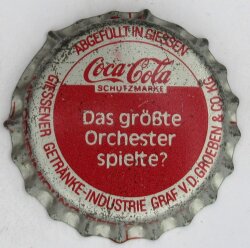 ABGEFÜLLT IN GIESSEN
Coca-Cola
SCHUTZMARKE
Das größte
Orchester
spielte?
GIESSENER GETRÄNKE-INDUSTRIE GRAF V.D. GROEBEN & CO. KG